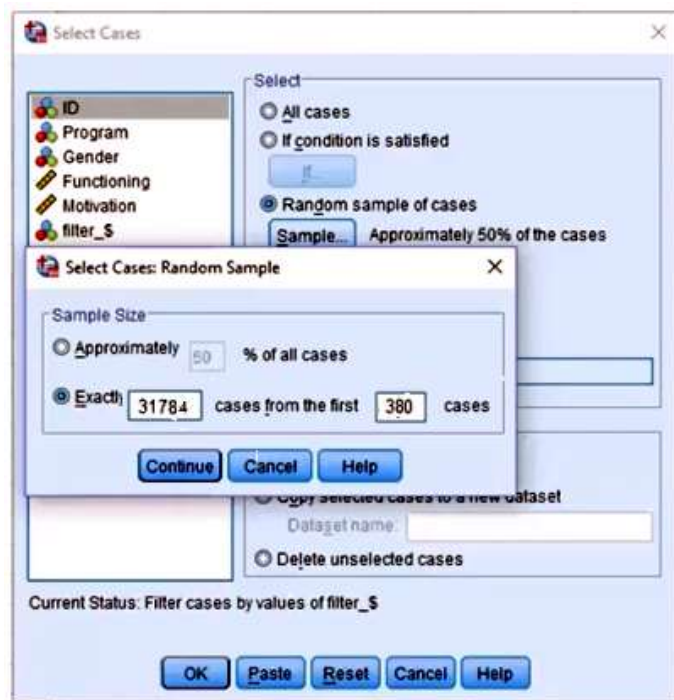 Select Cases
Select
ID
Program
Gender
Functioning
Motivation
filter_$
All cases
If condition is satisfied
If...
Random sample of cases
Sample... Approximately 50% of the cases
Select Cases: Random Sample
Sample Size
Approximately 50 % of all cases
Exactly 31784 cases from the first 380 cases
Continue Cancel Help
Copy selected cases to a new dataset
Dataset name:
Delete unselected cases
Current Status: Filter cases by values of filter_$
OK Paste Reset Cancel Help